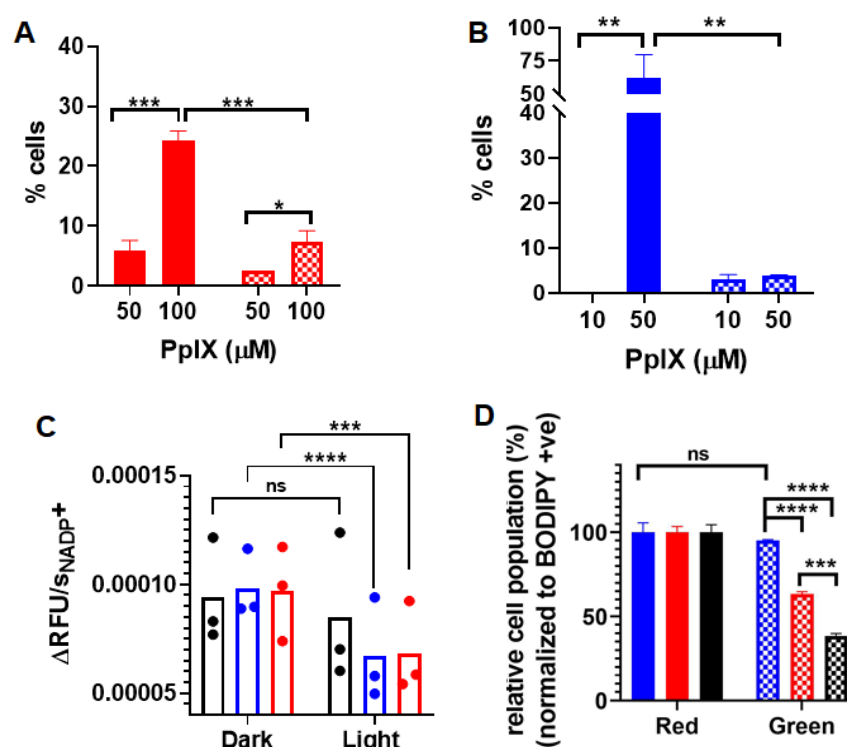 A
% cells
40
30
20
10
0
***
***
*
50 100 50 100
PpIX (μM)
B
% cells
100
75
50
40
30
20
10
0
**
**
10 50 10 50
PpIX (μM)
C
ΔRFU/sNADP+
0.00015
0.00010
0.00005
***
****
ns
Dark Light
D
relative cell population (%)
(normalized to BODIPY +ve)
100
50
0
ns
****
****
***
Red Green